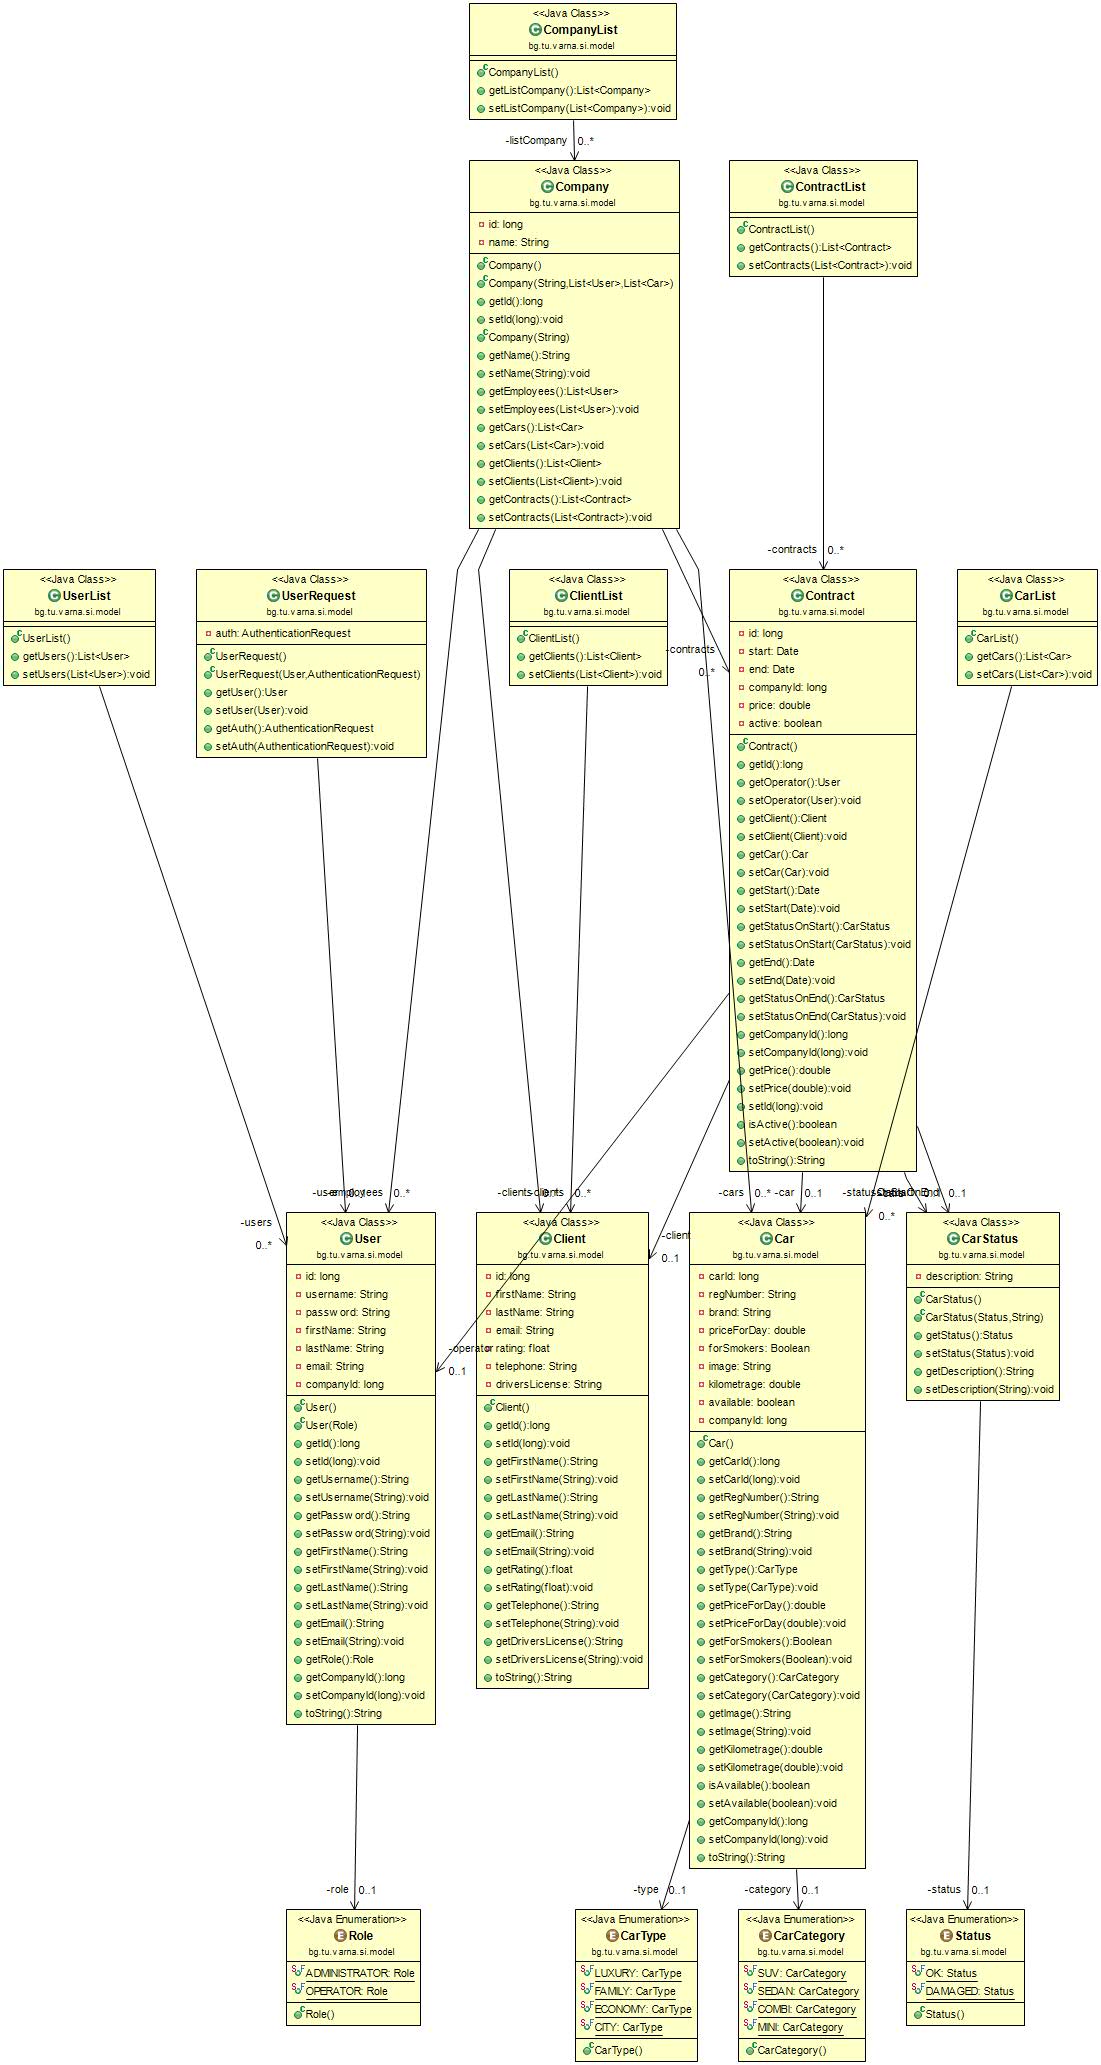 <<Java Class>>
CompanyList
bg.tu.varna.si.model
CompanyList()
getListCompany():List<Company>
setListCompany(List<Company>):void
-listCompany 0..*
<<Java Class>>
Company
bg.tu.varna.si.model
id: long
name: String
Company()
Company(String,List<User>,List<Car>)
getId():long
setId(long):void
Company(String)
getName():String
setName(String):void
getEmployees():List<User>
setEmployees(List<User>):void
getCars():List<Car>
setCars(List<Car>):void
getClients():List<Client>
setClients(List<Client>):void
getContracts():List<Contract>
setContracts(List<Contract>):void
<<Java Class>>
ContractList
bg.tu.varna.si.model
ContractList()
getContracts():List<Contract>
setContracts(List<Contract>):void
-contracts 0..*
<<Java Class>>
UserList
bg.tu.varna.si.model
UserList()
getUsers():List<User>
setUsers(List<User>):void
<<Java Class>>
UserRequest
bg.tu.varna.si.model
auth: AuthenticationRequest
UserRequest()
UserRequest(User,AuthenticationRequest)
getUser():User
setUser(User):void
getAuth():AuthenticationRequest
setAuth(AuthenticationRequest):void
<<Java Class>>
ClientList
bg.tu.varna.si.model
ClientList()
getClients():List<Client>
setClients(List<Client>):void
-contracts
0..*
<<Java Class>>
Contract
bg.tu.varna.si.model
id: long
start: Date
end: Date
companyId: long
price: double
active: boolean
Contract()
getId():long
getOperator():User
setOperator(User):void
getClient():Client
setClient(Client):void
getCar():Car
setCar(Car):void
getStart():Date
setStart(Date):void
getStatusOnStart():CarStatus
setStatusOnStart(CarStatus):void
getEnd():Date
setEnd(Date):void
getStatusOnEnd():CarStatus
setStatusOnEnd(CarStatus):void
getCompanyId():long
setCompanyId(long):void
getPrice():double
setPrice(double):void
setId(long):void
isActive():boolean
setActive(boolean):void
toString():String
<<Java Class>>
CarList
bg.tu.varna.si.model
CarList()
getCars():List<Car>
setCars(List<Car>):void
-users
0..*
-employees 0..*
-clients
-clients 0..*
-cars 0..*
-car 0..1
0..1
0..*
-client
0..1
-operator
0..1
<<Java Class>>
User
bg.tu.varna.si.model
id: long
username: String
password: String
firstName: String
lastName: String
email: String
companyId: long
User()
User(Role)
getId():long
setId(long):void
getUsername():String
setUsername(String):void
getPassword():String
setPassword(String):void
getFirstName():String
setFirstName(String):void
getLastName():String
setLastName(String):void
getEmail():String
setEmail(String):void
getRole():Role
getCompanyId():long
setCompanyId(long):void
toString():String
<<Java Class>>
Client
bg.tu.varna.si.model
id: long
firstName: String
lastName: String
email: String
rating: float
telephone: String
driversLicense: String
Client()
getId():long
setId(long):void
getFirstName():String
setFirstName(String):void
getLastName():String
setLastName(String):void
getEmail():String
setEmail(String):void
getRating():float
setRating(float):void
getTelephone():String
setTelephone(String):void
getDriversLicense():String
setDriversLicense(String):void
toString():String
<<Java Class>>
Car
bg.tu.varna.si.model
carId: long
regNumber: String
brand: String
priceForDay: double
forSmokers: Boolean
image: String
kilometrage: double
available: boolean
companyId: long
Car()
getCarId():long
setCarId(long):void
getRegNumber():String
setRegNumber(String):void
getBrand():String
setBrand(String):void
getType():CarType
setType(CarType):void
getPriceForDay():double
setPriceForDay(double):void
getForSmokers():Boolean
setForSmokers(Boolean):void
getCategory():CarCategory
setCategory(CarCategory):void
getImage():String
setImage(String):void
getKilometrage():double
setKilometrage(double):void
isAvailable():boolean
setAvailable(boolean):void
getCompanyId():long
setCompanyId(long):void
toString():String
<<Java Class>>
CarStatus
bg.tu.varna.si.model
description: String
CarStatus()
CarStatus(Status,String)
getStatus():Status
setStatus(Status):void
getDescription():String
setDescription(String):void
-role 0..1
-type 0..1
-category 0..1
-status 0..1
<<Java Enumeration>>
Role
bg.tu.varna.si.model
ADMINISTRATOR: Role
OPERATOR: Role
Role()
<<Java Enumeration>>
CarType
bg.tu.varna.si.model
LUXURY: CarType
FAMILY: CarType
ECONOMY: CarType
CITY: CarType
CarType()
<<Java Enumeration>>
CarCategory
bg.tu.varna.si.model
SUV: CarCategory
SEDAN: CarCategory
COMBI: CarCategory
MINI: CarCategory
CarCategory()
<<Java Enumeration>>
Status
bg.tu.varna.si.model
OK: Status
DAMAGED: Status
Status()